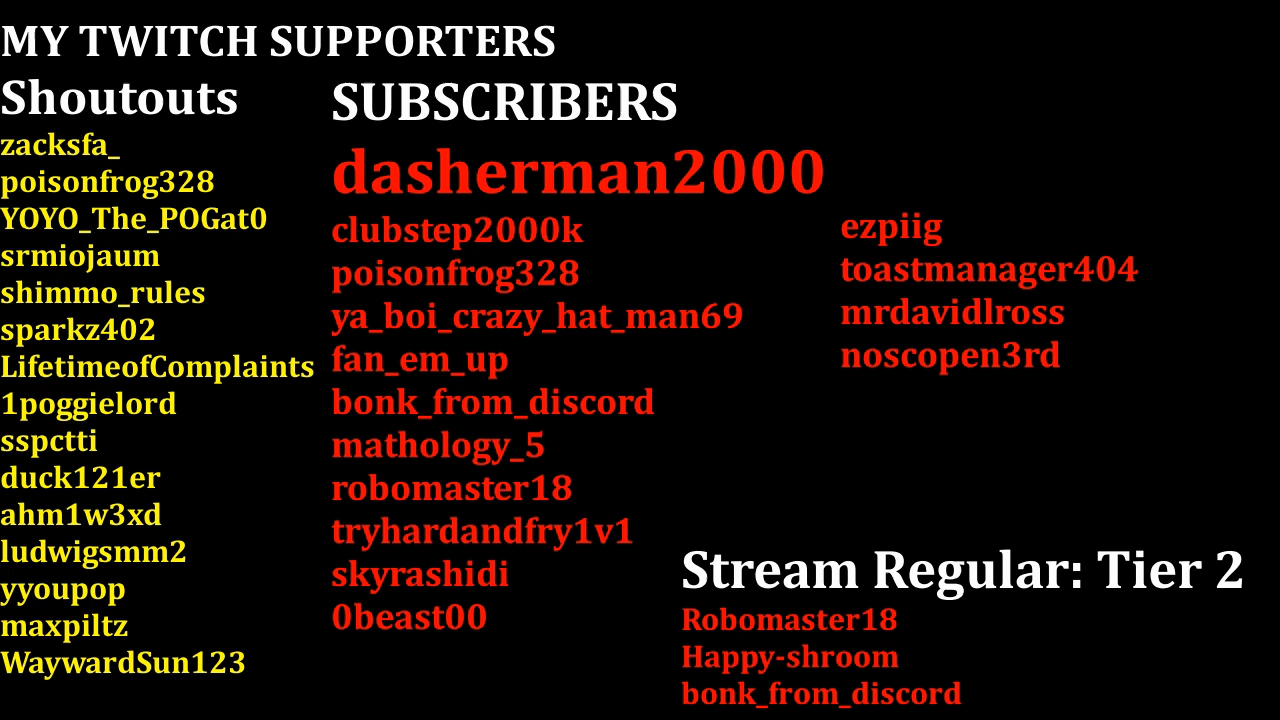 MY TWITCH SUPPORTERS
Shoutouts
zacksfa_
poisonfrog328
YOYO_The_POGat0
srmiojaum
shimmo_rules
sparkz402
LifetimeofComplaints
1poggielord
sspctti
duck121er
ahm1w3xd
ludwigsmm2
yyoupop
maxpiltz
WaywardSun123
SUBSCRIBERS
dasherman2000
clubstep2000k
poisonfrog328
ya_boi_crazy_hat_man69
fan_em_up
bonk_from_discord
mathology_5
robomaster18
tryhardandfry1v1
skyrashidi
0beast00
ezpiig
toastmanager404
mrdavidlross
noscopen3rd
Stream Regular: Tier 2
Robomaster18
Happy-shroom
bonk_from_discord